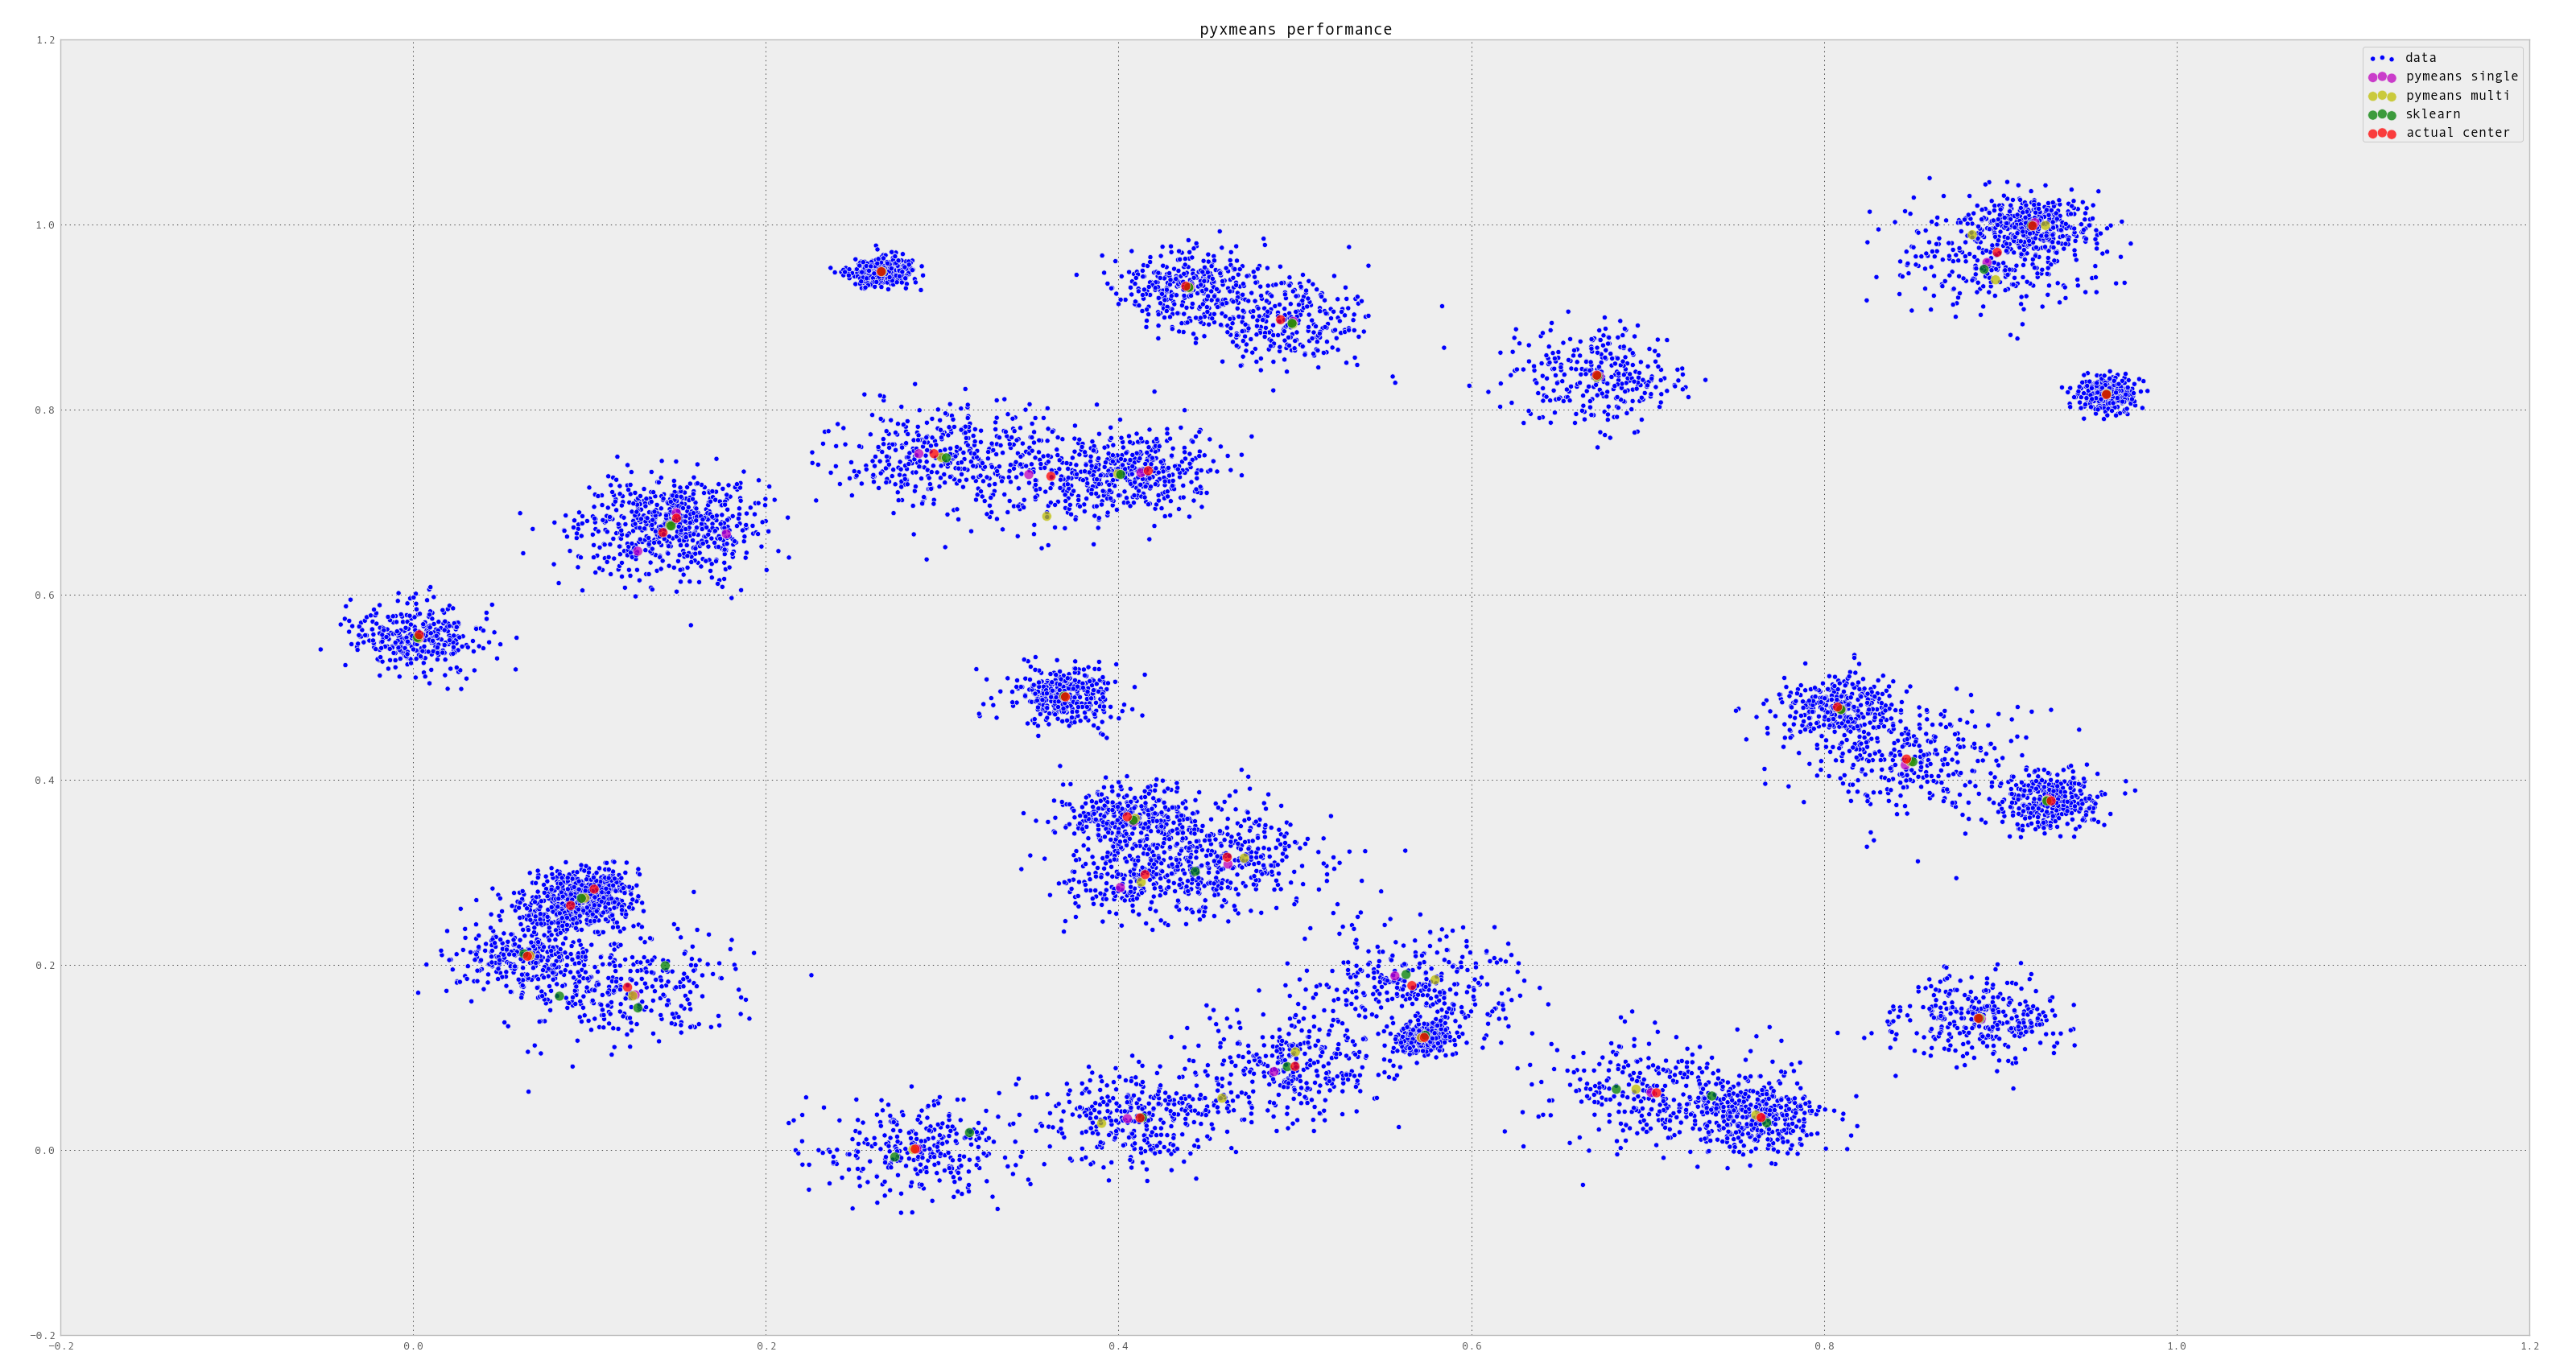 pyxmeans performance
1.2
data
pymeans single
pymeans multi
sklearn
actual center
1.0
0.8
0.6
0.4
0.2
0.0
−0.2
−0.2 0.0 0.2 0.4 0.6 0.8 1.0 1.2